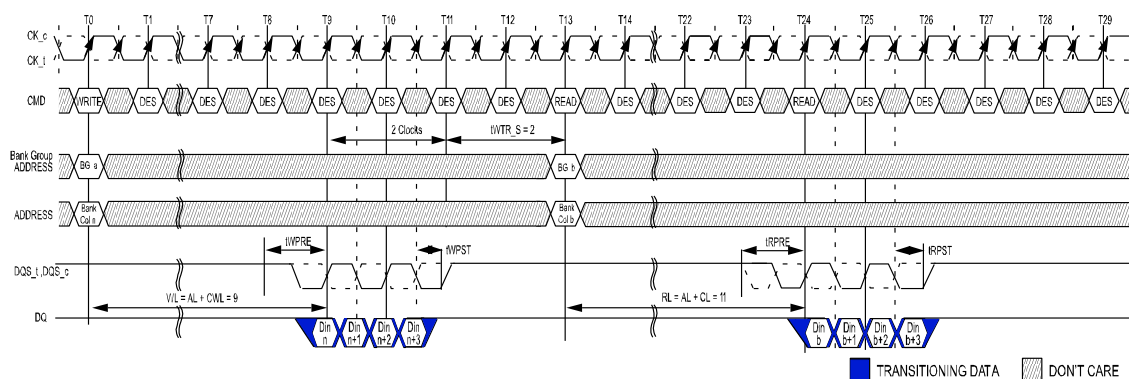 T0 T1 T7 T8 T9 T10 T11 T12 T13 T14 T22 T23 T24 T25 T26 T27 T28 T29
CK_c
CK_t
CMD WRITE DES DES DES DES DES DES DES READ DES DES DES READ DES DES DES DES DES
2 Clocks tWTR_S = 2
Bank Group
ADDRESS BG a BG b
ADDRESS Bank Col n Bank Col b
tWPRE tWPST tRPRE tRPST
DQS_t ,DQS_c
WL = AL + CWL = 9 RL = AL + CL = 11
DQ Din n Din n+1 Din n+2 Din n+3 Din b Din b+1 Din b+2 Din b+3
TRANSITIONING DATA DON'T CARE